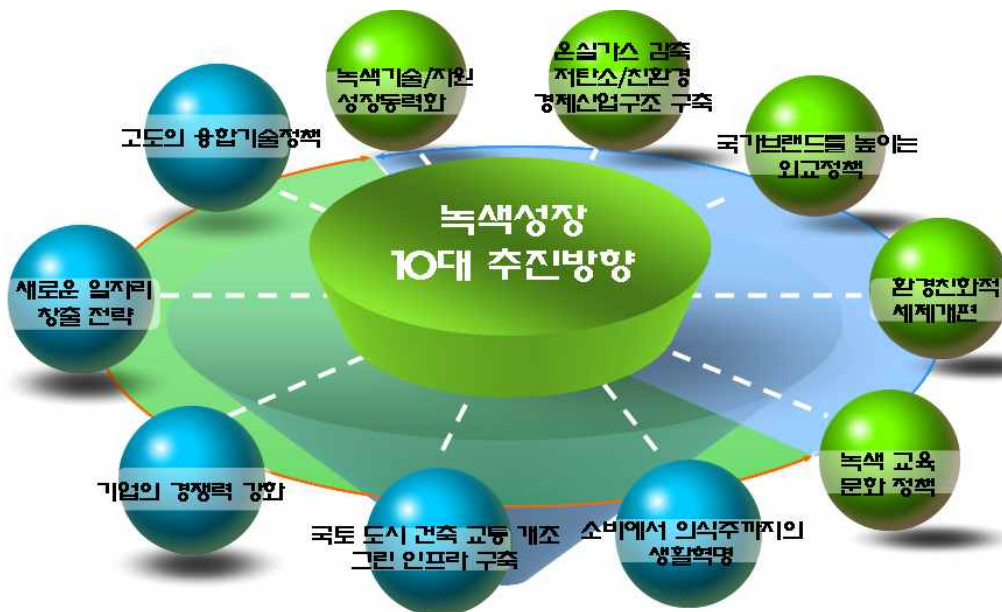 녹색성장
10대 추진방향
온실가스 감축
저탄소/친환경
경제산업구조 구축
국가브랜드를 높이는
외교정책
환경친화적
세제개편
녹색 교육
문화 정책
소비에서 의식주까지의
생활혁명
국토 도시 건축 교통 개조
그린 인프라 구축
기업의 경쟁력 강화
새로운 일자리
창출 전략
고도의 융합기술정책
녹색기술/자원
성장동력화